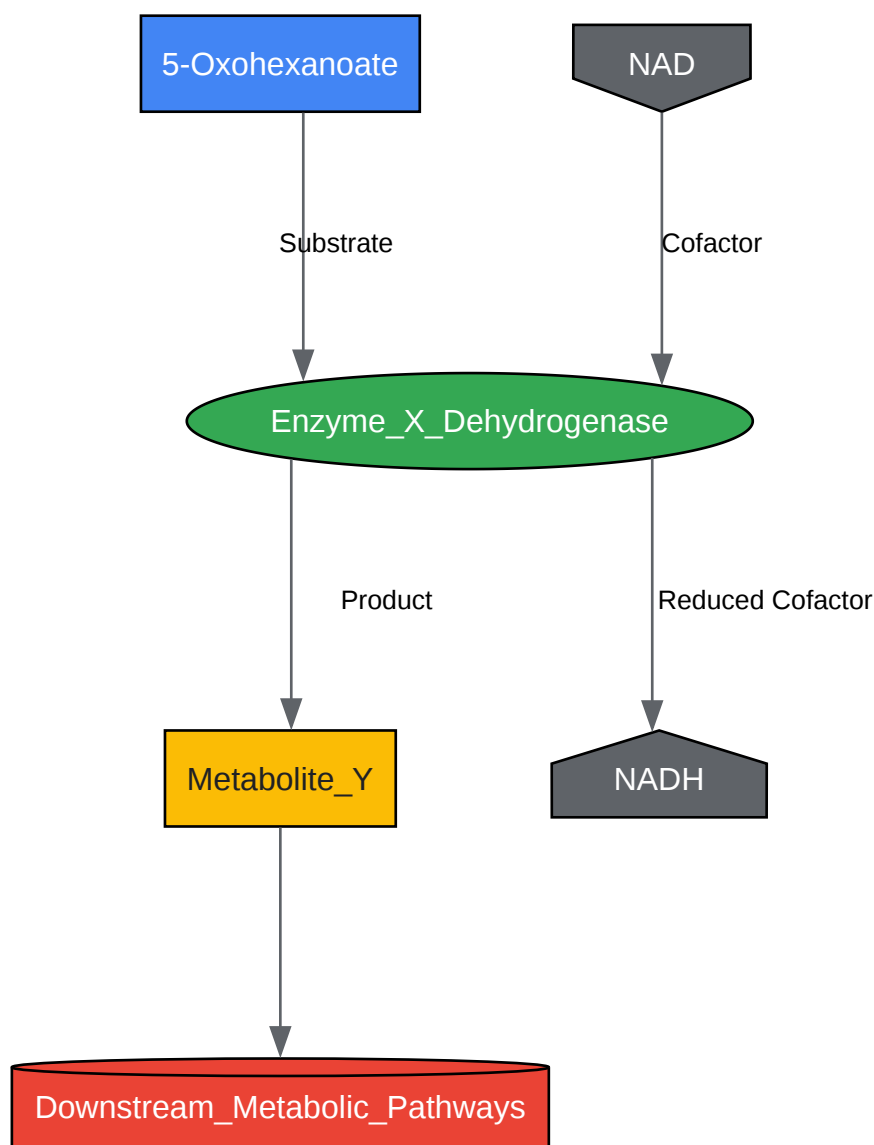 5-Oxohexanoate
NAD
Substrate
Cofactor
Enzyme_X_Dehydrogenase
Product
Reduced Cofactor
Metabolite_Y
NADH
Downstream_Metabolic_Pathways